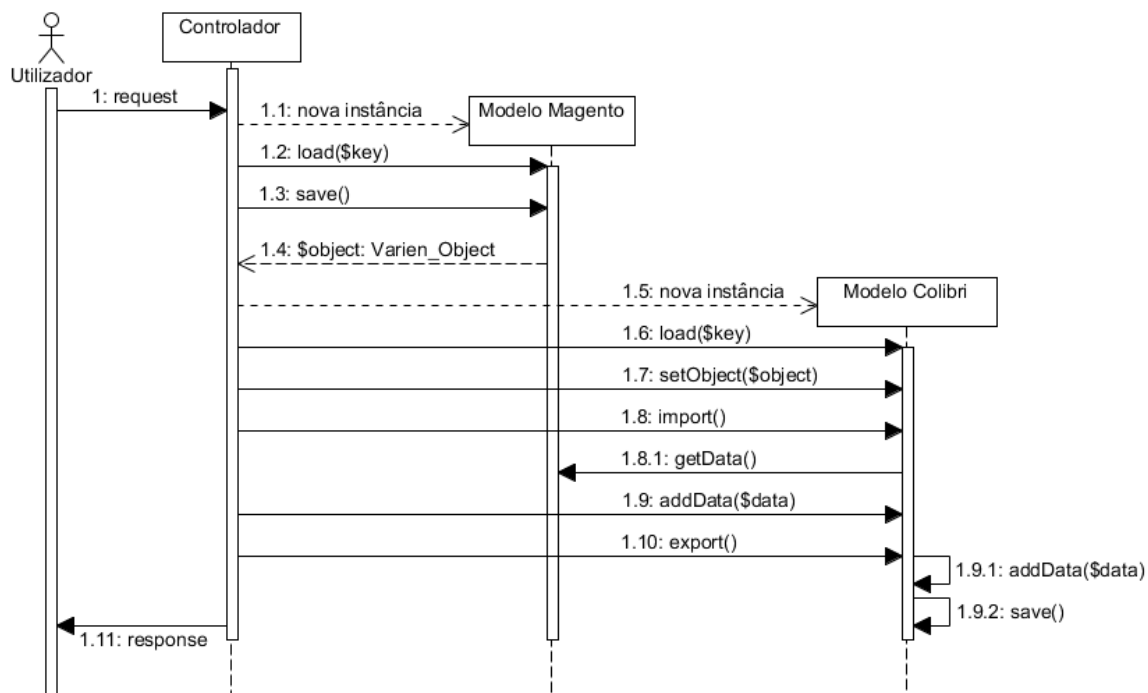 Utilizador
Controlador
1: request
1.1: nova instância
Modelo Magento
1.2: load($key)
1.3: save()
1.4: $object: Varien_Object
1.5: nova instância
Modelo Colibri
1.6: load($key)
1.7: setObject($object)
1.8: import()
1.8.1: getData()
1.9: addData($data)
1.10: export()
1.9.1: addData($data)
1.9.2: save()
1.11: response